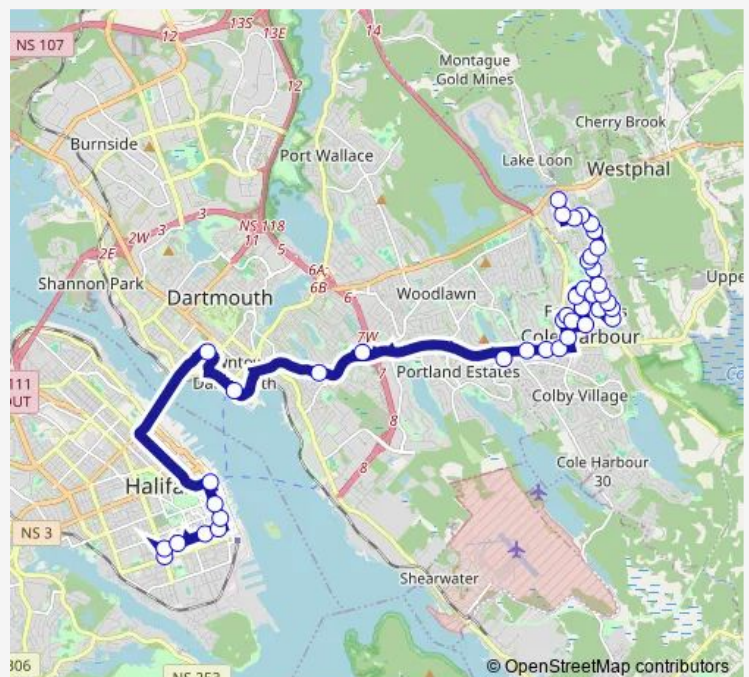 NS 107
12
13S
13E
14
Montague
Gold Mines
12
Cherry Brook
Burnside
Port Wallace
Lake Loon
Westphal
3
3
NS 118
2W
11
5
2E
Shannon Park
6A
6B
6
Dartmouth
Woodlawn
Uppe
7W
Cole Harbour
111
OUT
7
Portland Estates
Colby Village
8
Halifa
8
Cole Harbour
30
NS 3
Shearwater
306
NS 253
© OpenStreetMap contributors